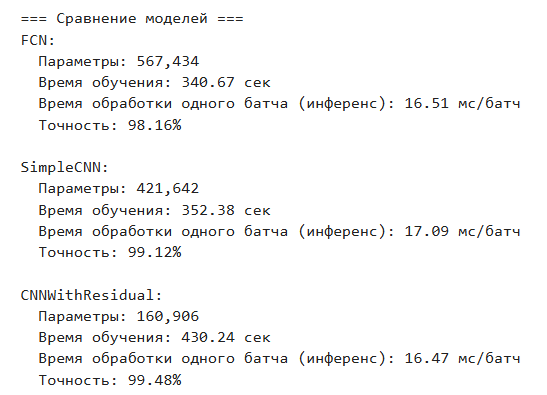 === Сравнение моделей ===
FCN:
Параметры: 567,434
Время обучения: 340.67 сек
Время обработки одного батча (инференс): 16.51 мс/батч
Точность: 98.16%
SimpleCNN:
Параметры: 421,642
Время обучения: 352.38 сек
Время обработки одного батча (инференс): 17.09 мс/батч
Точность: 99.12%
CNNWithResidual:
Параметры: 160,906
Время обучения: 430.24 сек
Время обработки одного батча (инференс): 16.47 мс/батч
Точность: 99.48%